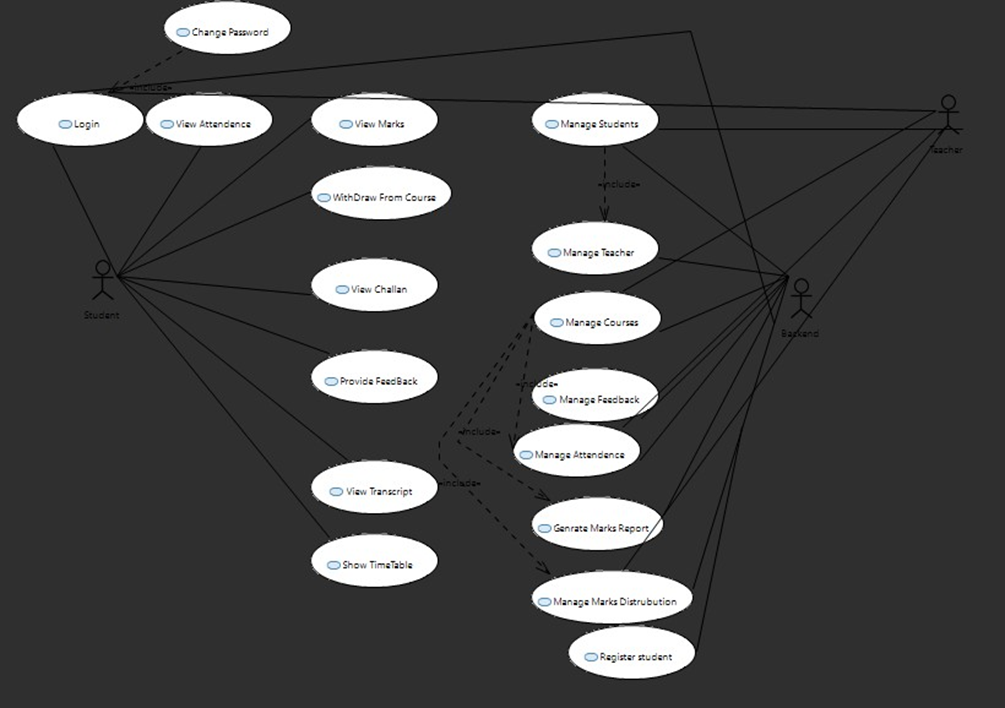 Change Password
«include»
Login
View Attendence
View Marks
Manage Students
Teacher
«include»
WithDraw From Course
Manage Teacher
Student
View Challan
Manage Courses
Backend
Provide FeedBack
«include»
Manage Feedback
«include»
Manage Attendence
View Transcript
«include»
Genrate Marks Report
Show TimeTable
Manage Marks Distrubution
Register student